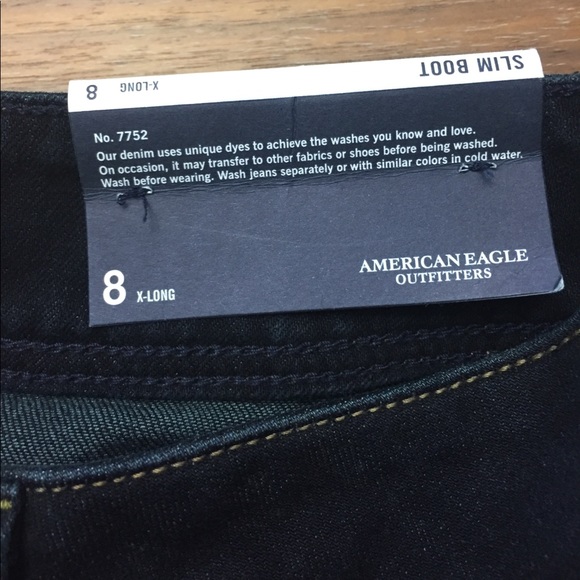 SLIM BOOT
8 X-LONG
No. 7752
Our denim uses unique dyes to achieve the washes you know and love.
On occasion, it may transfer to other fabrics or shoes before being washed.
Wash before wearing. Wash jeans separately or with similar colors in cold water.
8 X-LONG
AMERICAN EAGLE
OUTFITTERS